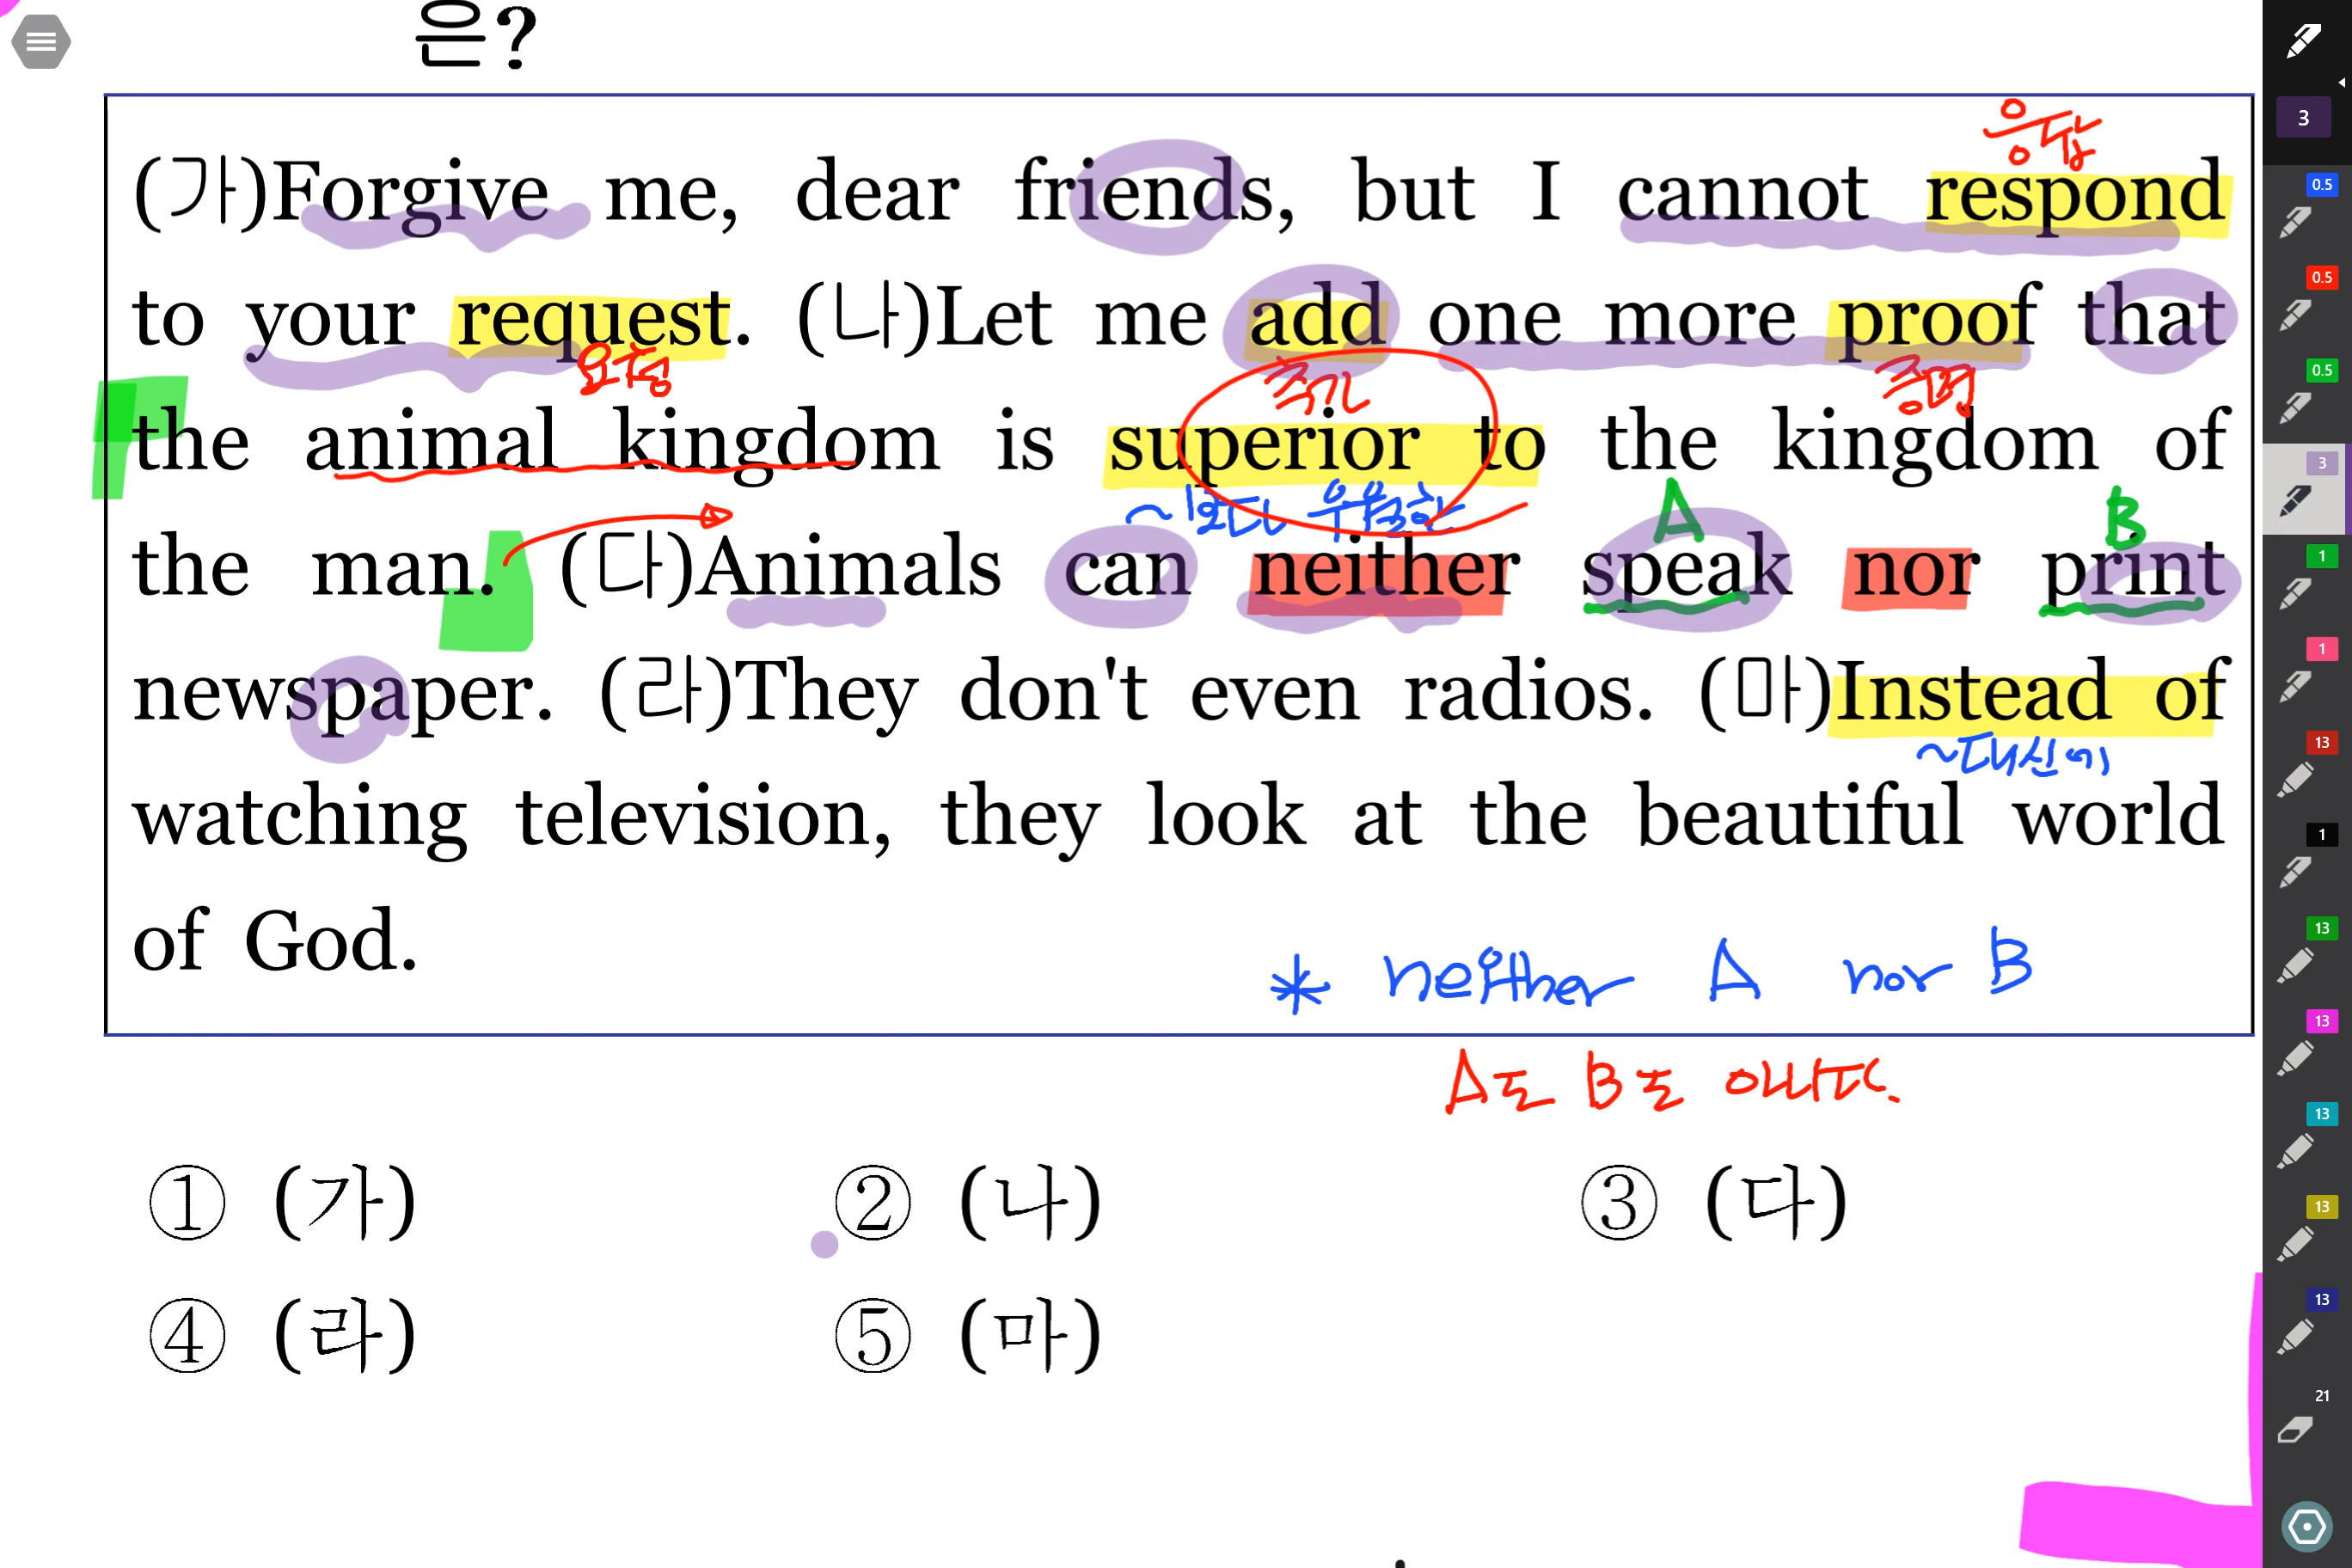 은?
응답
(가)Forgive me, dear friends, but I cannot respond
to your request. (나)Let me add one more proof that
요청 추가 증명
the animal kingdom is superior to the kingdom of
~보다 우월한 A B
the man. (다)Animals can neither speak nor print
newspaper. (라)They don't even radios. (마)Instead of
~대신에
watching television, they look at the beautiful world
of God.
* neither A nor B
A도 B도 아니다.
① (가) ② (나) ③ (다)
④ (라) ⑤ (마)
3
0.5
0.5
0.5
3
1
1
13
1
13
13
13
13
13
21